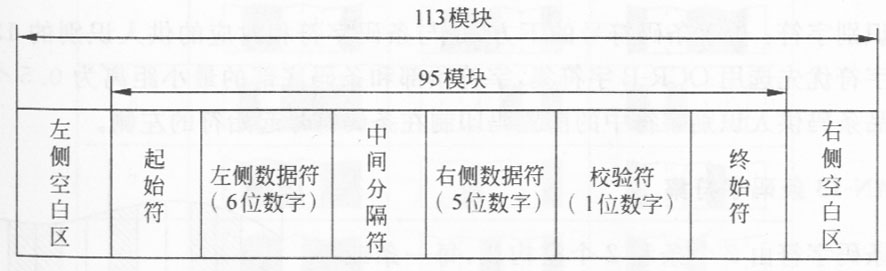 113模块
95模块
左侧空白区
起始符
左侧数据符
（6位数字）
中间分隔符
右侧数据符
（5位数字）
校验符
（1位数字）
终始符
右侧空白区